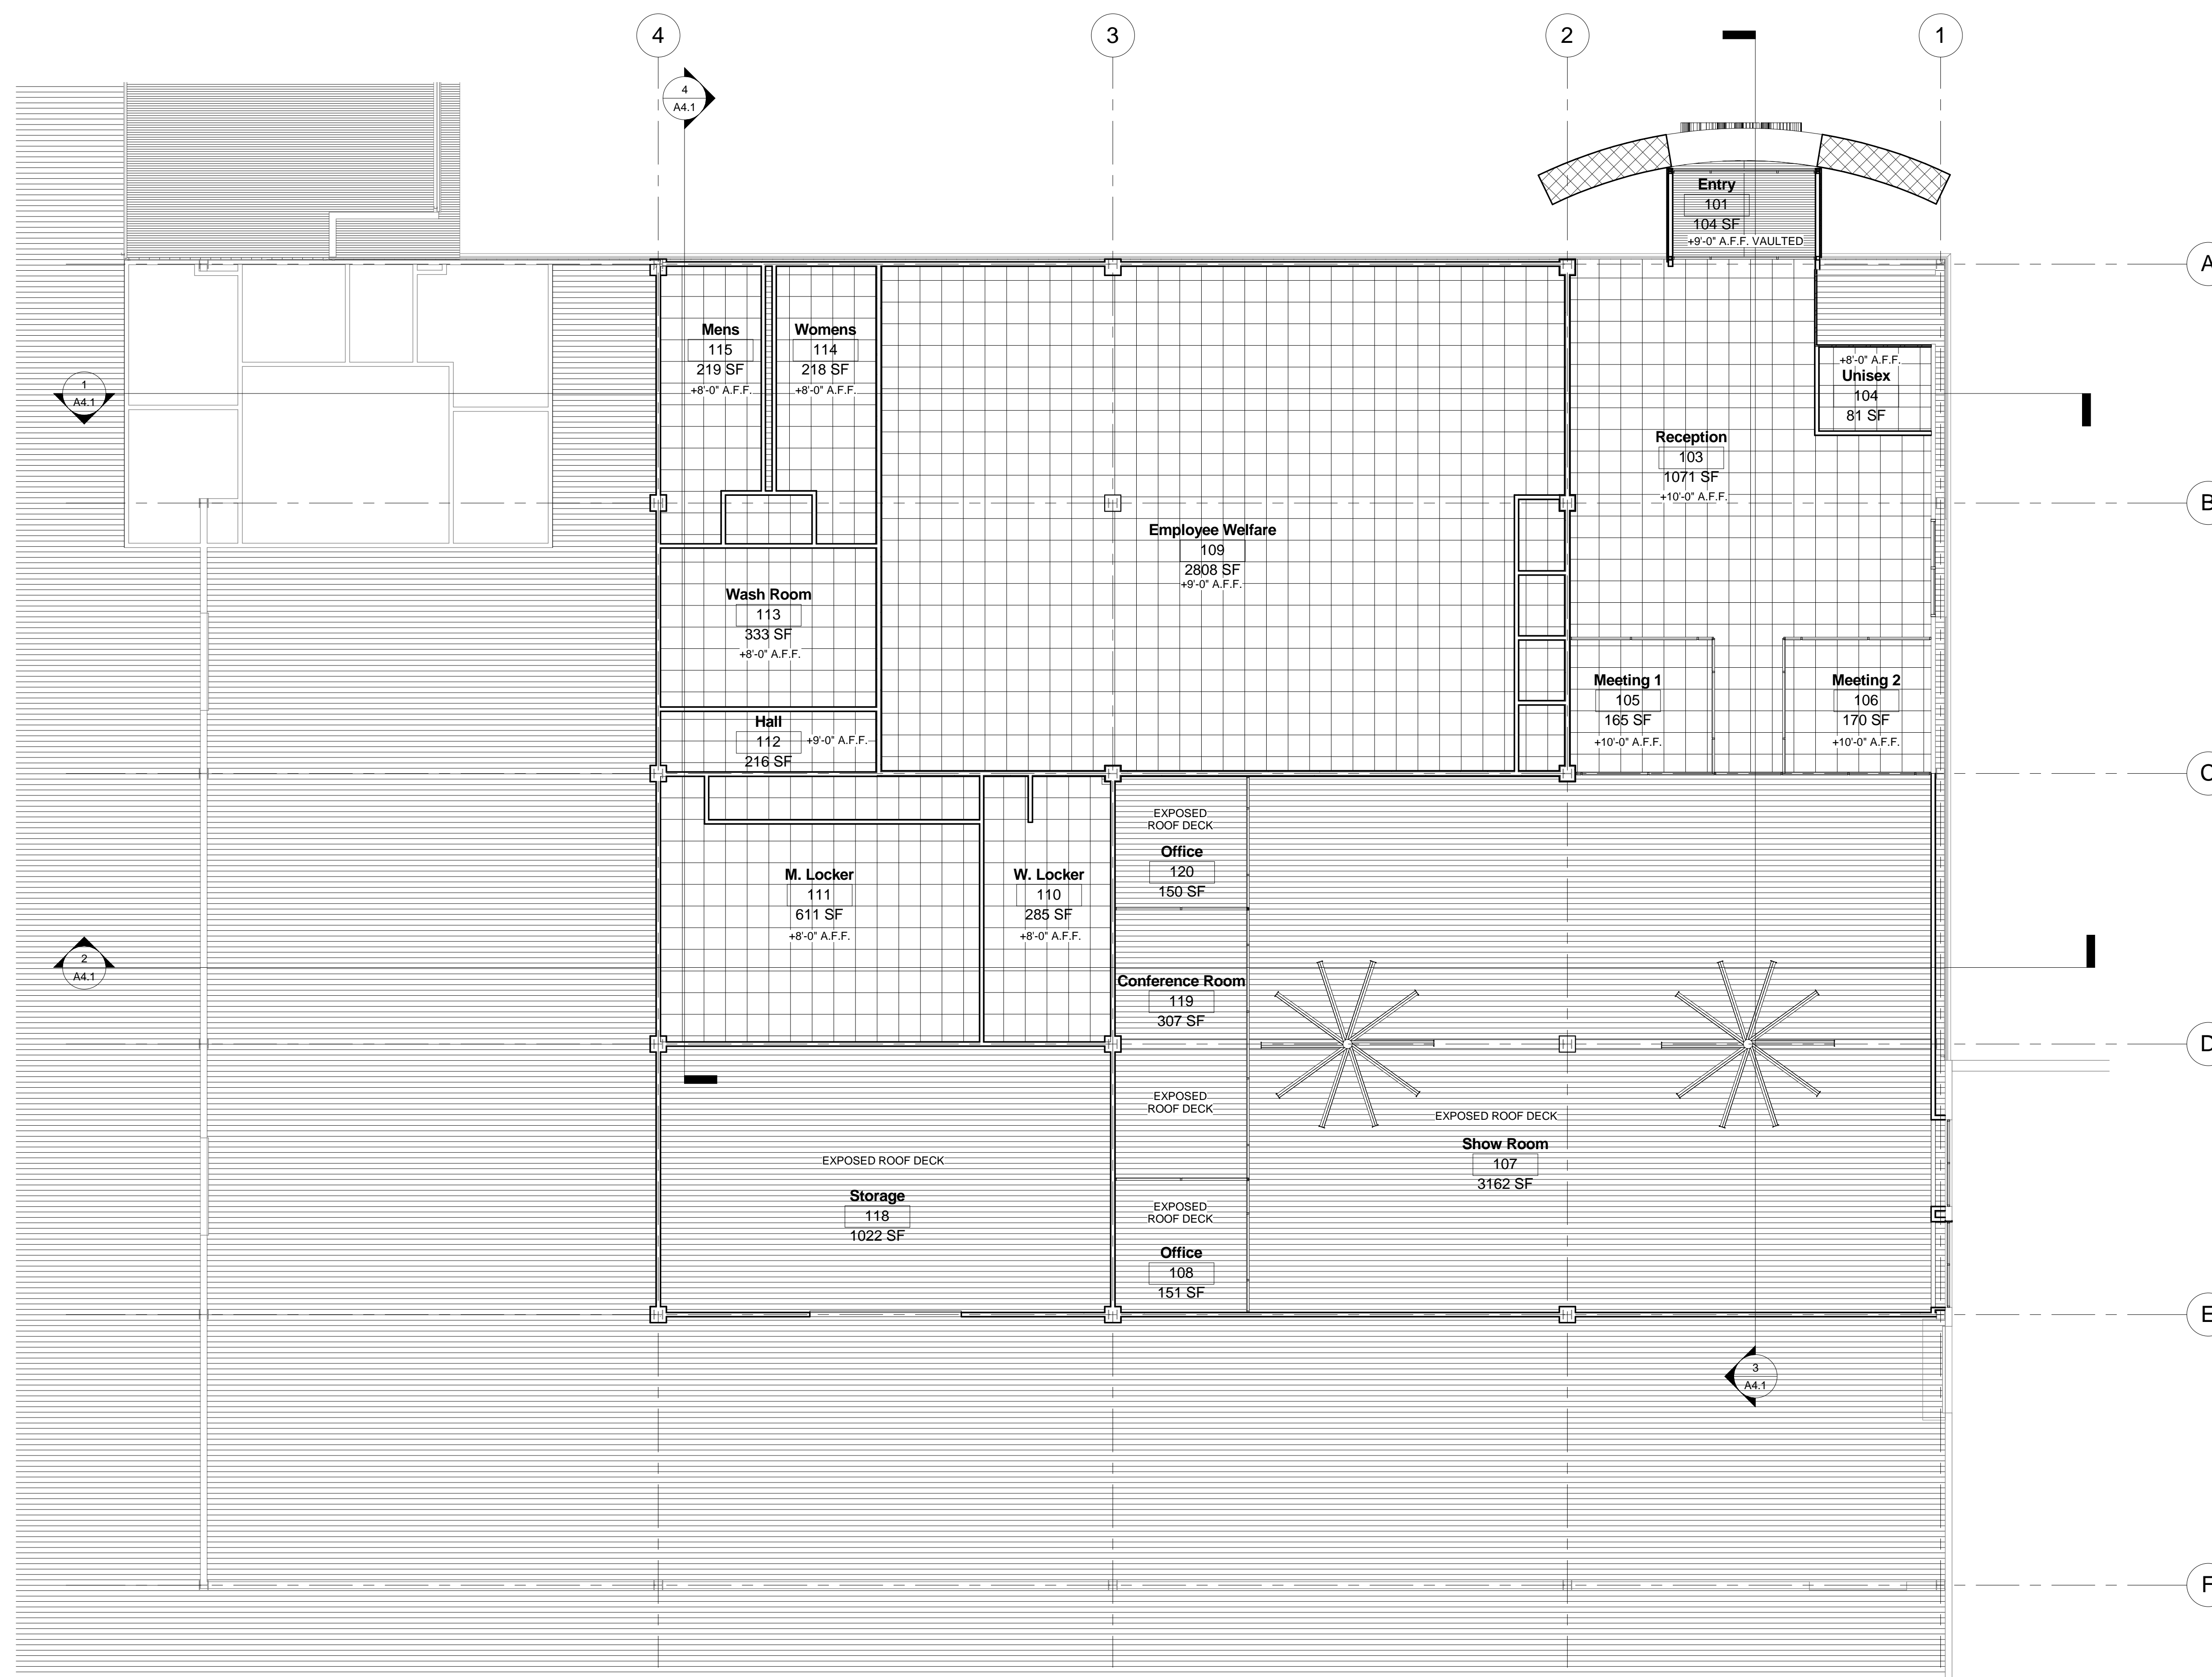 4
3
2
1
4
A4.1
Entry
101
104 SF
+9'-0" A.F.F. VAULTED
A
Mens
115
219 SF
+8'-0" A.F.F.
Womens
114
218 SF
+8'-0" A.F.F.
+8'-0" A.F.F.
Unisex
104
81 SF
1
A4.1
Reception
103
1071 SF
+10'-0" A.F.F.
B
Employee Welfare
109
2808 SF
+9'-0" A.F.F.
Wash Room
113
333 SF
+8'-0" A.F.F.
Meeting 1
105
165 SF
+10'-0" A.F.F.
Meeting 2
106
170 SF
+10'-0" A.F.F.
Hall
112
216 SF
+9'-0" A.F.F.
C
EXPOSED
ROOF DECK
Office
120
150 SF
M. Locker
111
611 SF
+8'-0" A.F.F.
W. Locker
110
285 SF
+8'-0" A.F.F.
2
A4.1
Conference Room
119
307 SF
D
EXPOSED
ROOF DECK
EXPOSED ROOF DECK
Show Room
107
3162 SF
EXPOSED ROOF DECK
Storage
118
1022 SF
EXPOSED
ROOF DECK
Office
108
151 SF
E
3
A4.1
F